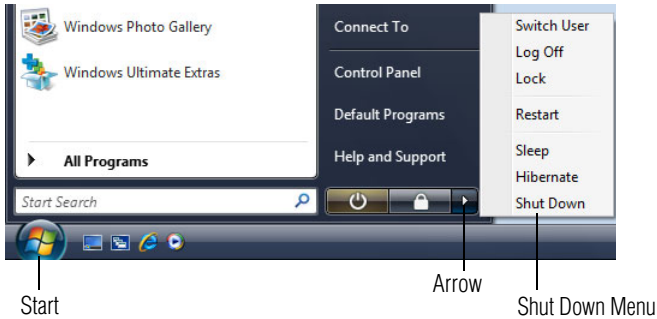 Windows Photo Gallery
Windows Ultimate Extras
All Programs
Start Search
Connect To
Control Panel
Default Programs
Help and Support
Switch User
Log Off
Lock
Restart
Sleep
Hibernate
Shut Down
Start
Arrow
Shut Down Menu